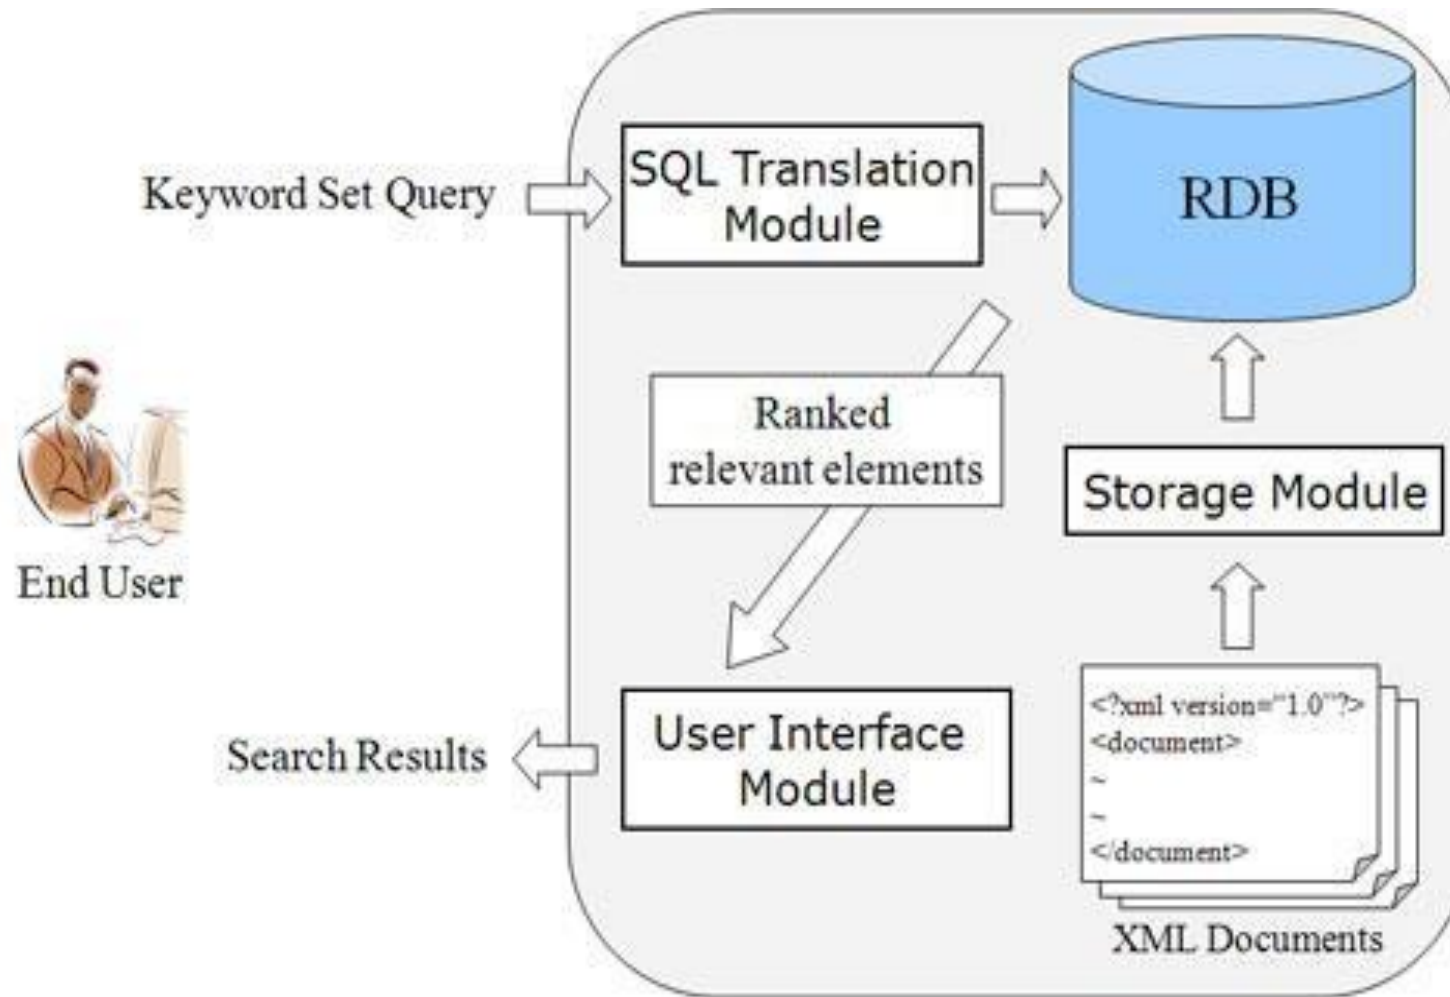 Keyword Set Query
SQL Translation
Module
RDB
Ranked
relevant elements
Storage Module
End User
User Interface
Module
Search Results
<?xml version="1.0"?>
<document>
~
~
</document>
XML Documents